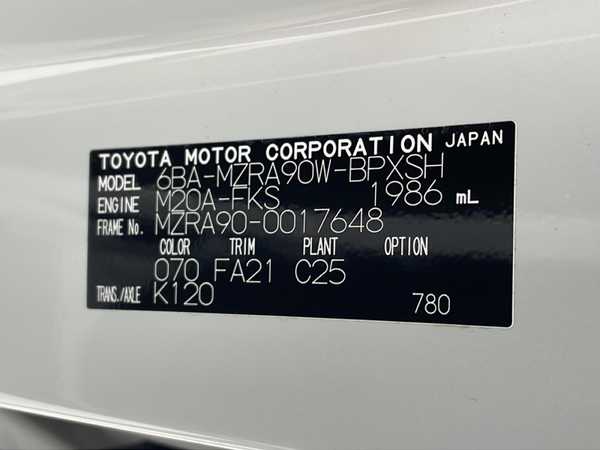 TOYOTA MOTOR CORPORATION JAPAN
MODEL 6BA-MZRA90W-BPXSH
ENGINE M20A-FKS 1986 mL
FRAME No. MZRA90-0017648
COLOR TRIM PLANT OPTION
070 FA21 C25
TRANS./AXLE K120 780